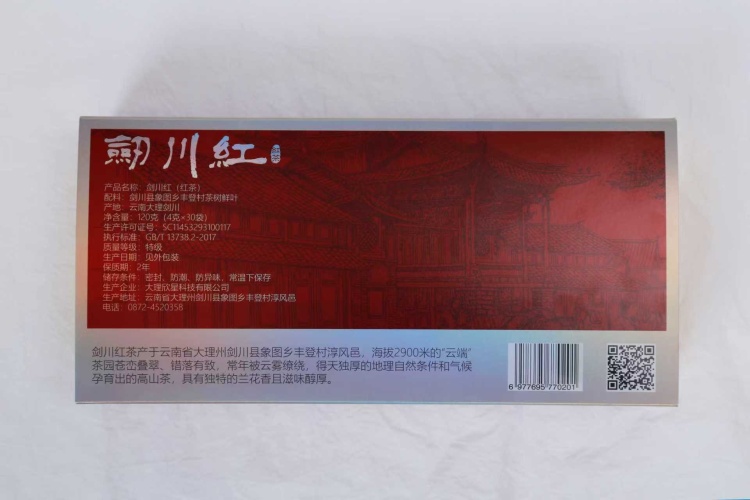 劍川紅
紅茶
产品名称：剑川红（红茶）
配料：剑川县象图乡丰登村茶树鲜叶
产地：云南大理剑川
净含量：120克（4克×30袋）
生产许可证号：SC11453293100117
执行标准：GB/T 13738.2-2017
质量等级：特级
生产日期：见外包装
保质期：2年
储存条件：密封、防潮、防异味、常温下保存
生产企业：大理欣星科技有限公司
生产地址：云南省大理州剑川县象图乡丰登村淳风邑
电话：0872-4520358
剑川红茶产于云南省大理州剑川县象图乡丰登村淳风邑、海拔2900米的“云端”
茶园苍峦叠翠、错落有致，常年被云雾缭绕，得天独厚的地理自然条件和气候
孕育出的高山茶，具有独特的兰花香且滋味醇厚。
6 977695 770201